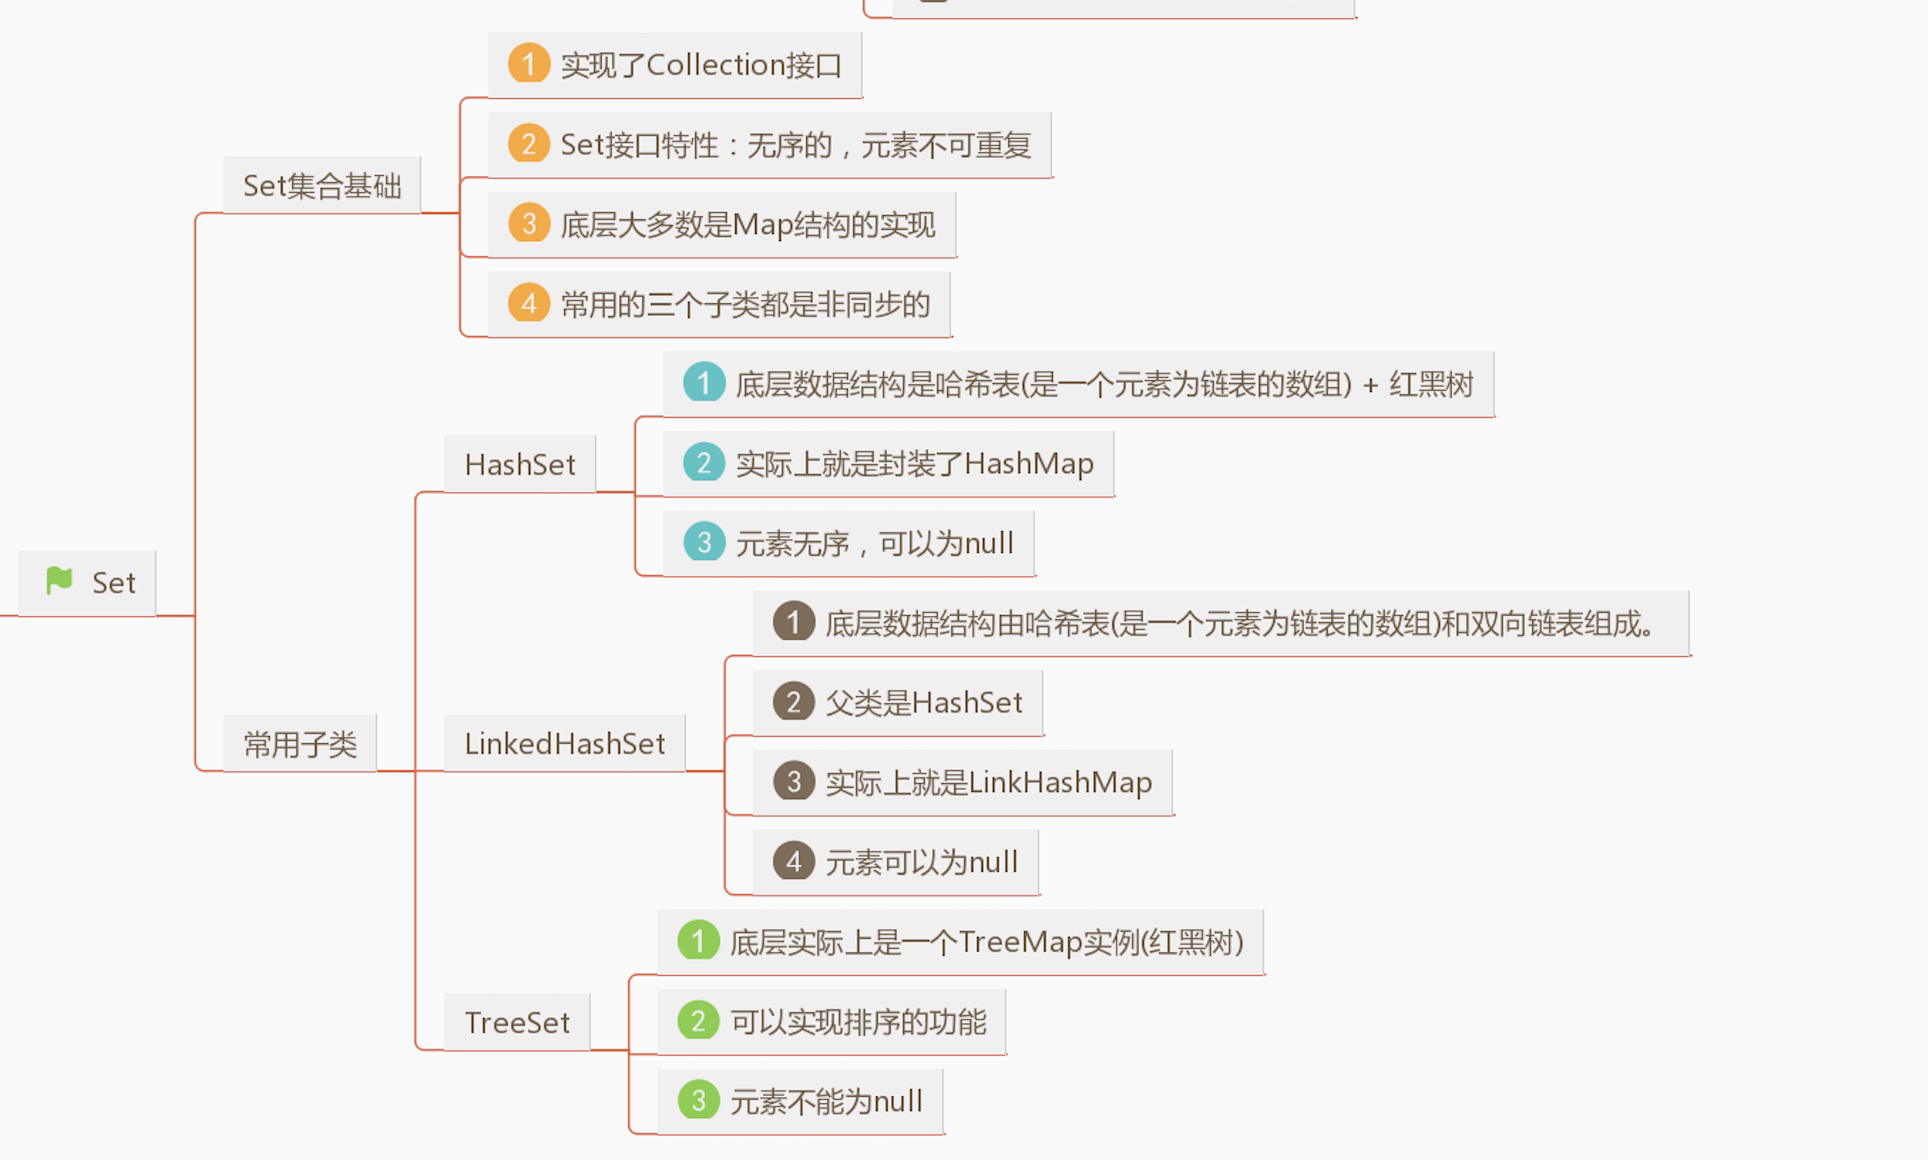 1 实现了Collection接口
2 Set接口特性：无序的，元素不可重复
Set集合基础
3 底层大多数是Map结构的实现
4 常用的三个子类都是非同步的
1 底层数据结构是哈希表(是一个元素为链表的数组) + 红黑树
HashSet
2 实际上就是封装了HashMap
3 元素无序，可以为null
Set
1 底层数据结构由哈希表(是一个元素为链表的数组)和双向链表组成。
2 父类是HashSet
常用子类
LinkedHashSet
3 实际上就是LinkHashMap
4 元素可以为null
1 底层实际上是一个TreeMap实例(红黑树)
TreeSet
2 可以实现排序的功能
3 元素不能为null